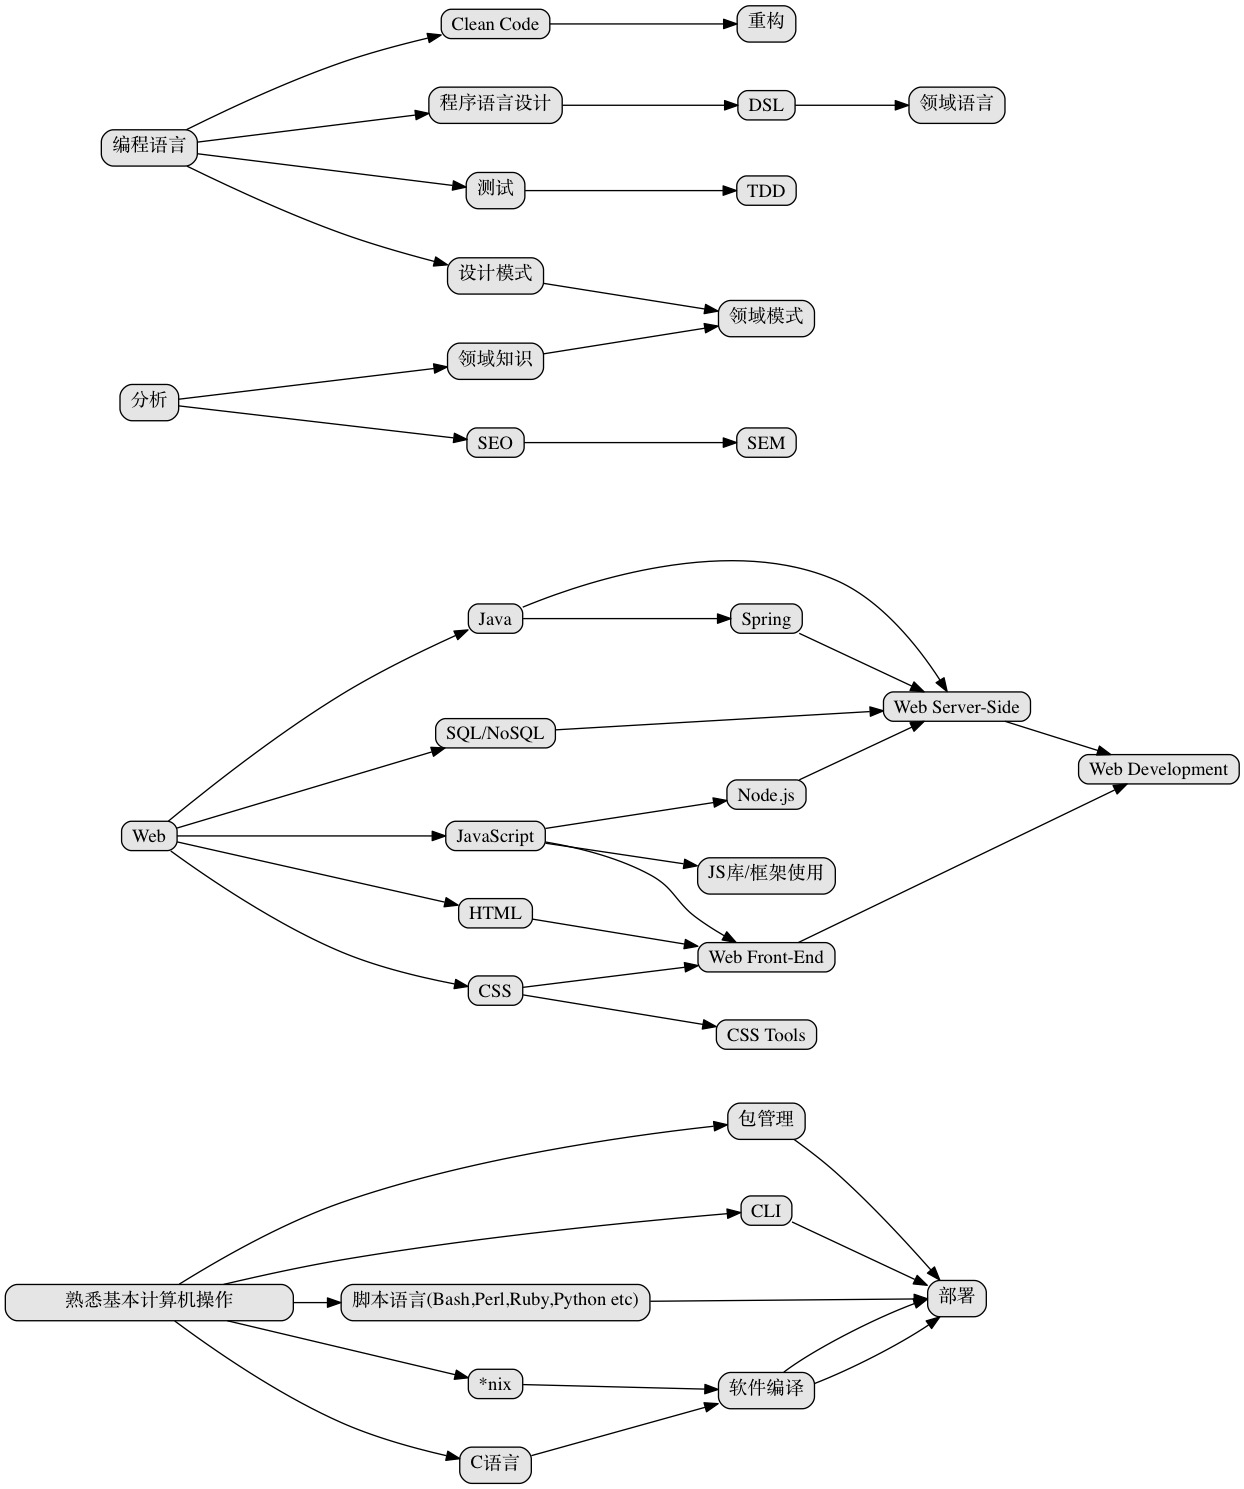 Clean Code
重构
程序语言设计
DSL
领域语言
编程语言
测试
TDD
设计模式
领域模式
领域知识
分析
SEO
SEM
Java
Spring
Web Server-Side
SQL/NoSQL
Web Development
Node.js
Web
JavaScript
JS库/框架使用
HTML
Web Front-End
CSS
CSS Tools
包管理
CLI
熟悉基本计算机操作
脚本语言(Bash,Perl,Ruby,Python etc)
部署
*nix
软件编译
C语言